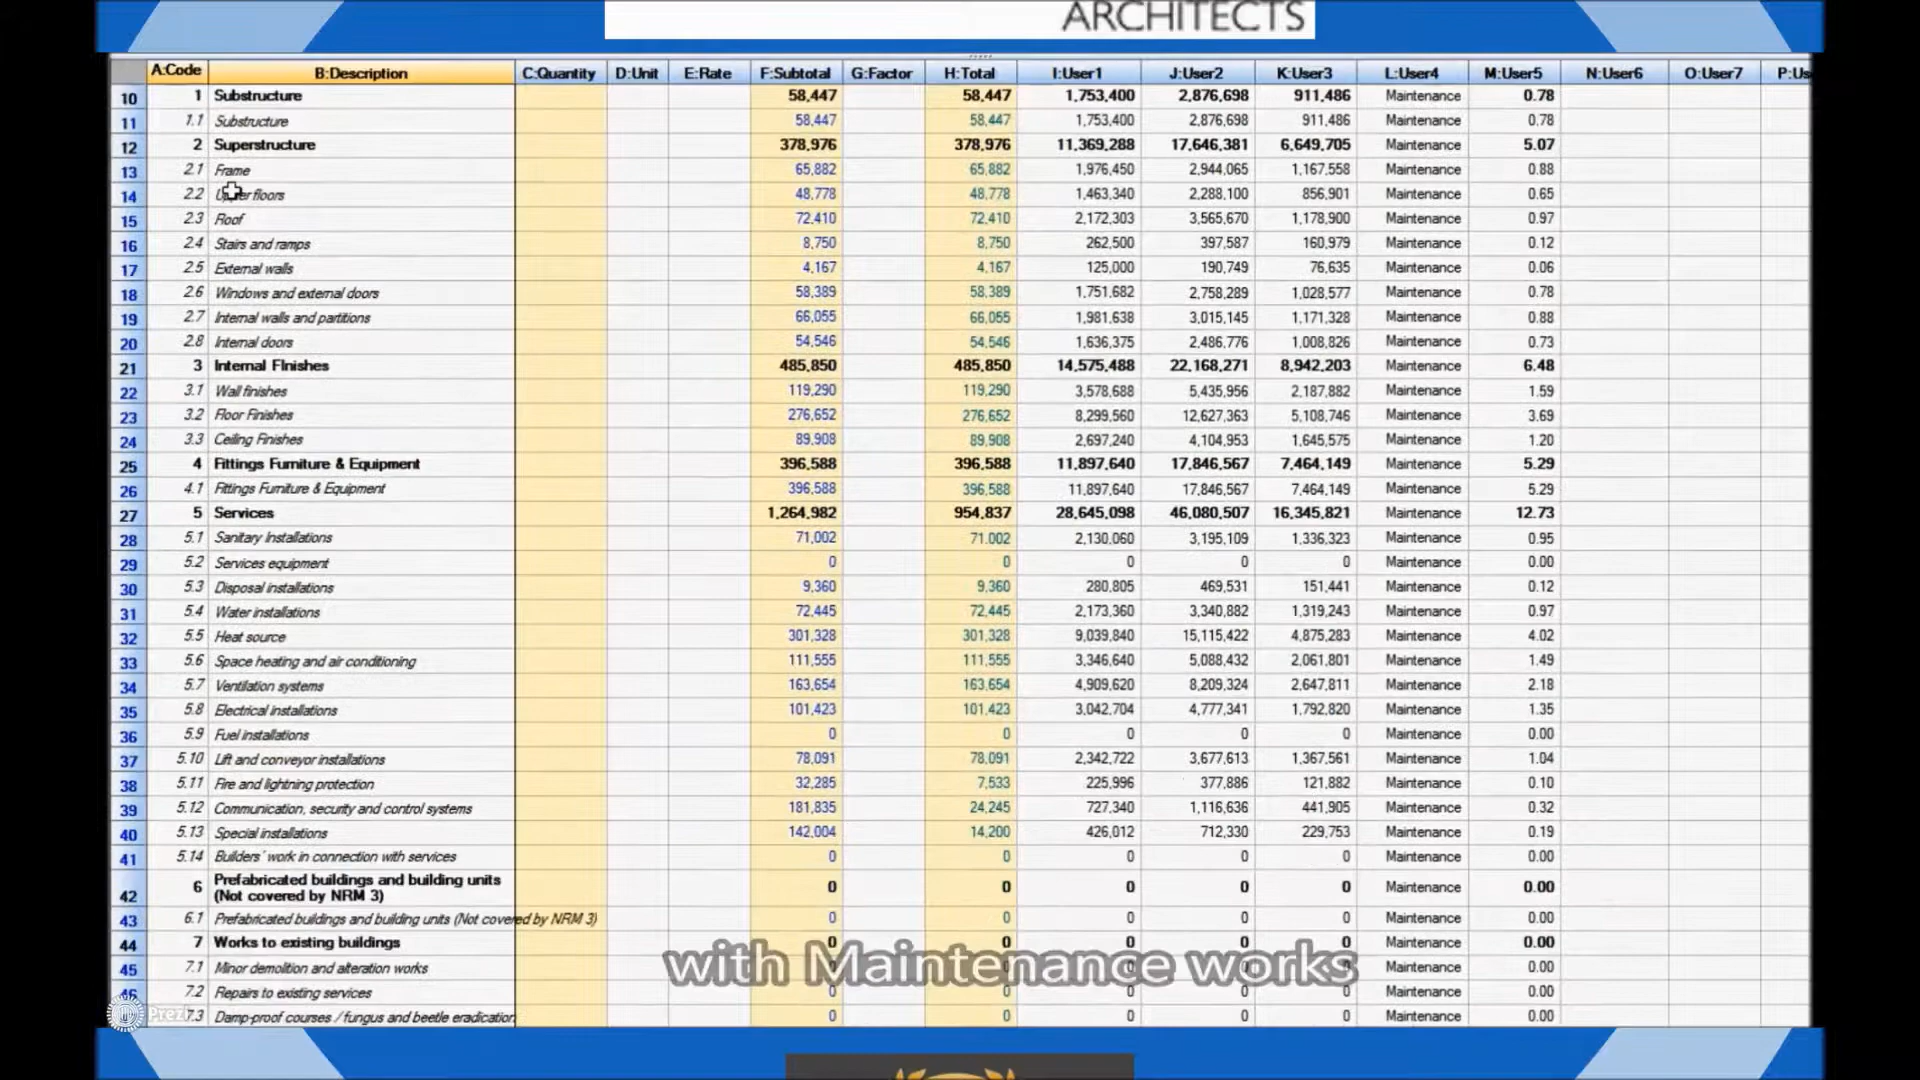 ARCHITECTS
A:Code B:Description C:Quantity D:Unit E:Rate F:Subtotal G:Factor H:Total I:User1 J:User2 K:User3 L:User4 M:User5 N:User6 O:User7 P:Us
10 1 Substructure 58,447 58,447 1,753,400 2,876,698 911,486 Maintenance 0.78
11 1.1 Substructure 58,447 58,447 1,753,400 2,876,698 911,486 Maintenance 0.78
12 2 Superstructure 378,976 378,976 11,369,288 17,646,381 6,649,705 Maintenance 5.07
13 2.1 Frame 65,882 65,882 1,976,450 2,944,065 1,167,558 Maintenance 0.88
14 2.2 Upper floors 48,778 48,778 1,463,340 2,288,100 856,901 Maintenance 0.65
15 2.3 Roof 72,410 72,410 2,172,303 3,565,670 1,178,900 Maintenance 0.97
16 2.4 Stairs and ramps 8,750 8,750 262,500 397,587 160,979 Maintenance 0.12
17 2.5 External walls 4,167 4,167 125,000 190,749 76,635 Maintenance 0.06
18 2.6 Windows and external doors 58,389 58,389 1,751,682 2,758,289 1,028,577 Maintenance 0.78
19 2.7 Internal walls and partitions 66,055 66,055 1,981,638 3,015,145 1,171,328 Maintenance 0.88
20 2.8 Internal doors 54,546 54,546 1,636,375 2,486,776 1,008,826 Maintenance 0.73
21 3 Internal FInishes 485,850 485,850 14,575,488 22,168,271 8,942,203 Maintenance 6.48
22 3.1 Wall finishes 119,290 119,290 3,578,688 5,435,956 2,187,882 Maintenance 1.59
23 3.2 Floor Finishes 276,652 276,652 8,299,560 12,627,363 5,108,746 Maintenance 3.69
24 3.3 Ceiling Finishes 89,908 89,908 2,697,240 4,104,953 1,645,575 Maintenance 1.20
25 4 Fittings Furniture & Equipment 396,588 396,588 11,897,640 17,846,567 7,464,149 Maintenance 5.29
26 4.1 Fittings Furniture & Equipment 396,588 396,588 11,897,640 17,846,567 7,464,149 Maintenance 5.29
27 5 Services 1,264,982 954,837 28,645,098 46,080,507 16,345,821 Maintenance 12.73
28 5.1 Sanitary Installations 71,002 71,002 2,130,060 3,195,109 1,336,323 Maintenance 0.95
29 5.2 Services equipment 0 0 0 0 0 Maintenance 0.00
30 5.3 Disposal installations 9,360 9,360 280,805 469,531 151,441 Maintenance 0.12
31 5.4 Water installations 72,445 72,445 2,173,360 3,340,882 1,319,243 Maintenance 0.97
32 5.5 Heat source 301,328 301,328 9,039,840 15,115,422 4,875,283 Maintenance 4.02
33 5.6 Space heating and air conditioning 111,555 111,555 3,346,640 5,088,432 2,061,801 Maintenance 1.49
34 5.7 Ventilation systems 163,654 163,654 4,909,620 8,209,324 2,647,811 Maintenance 2.18
35 5.8 Electrical installations 101,423 101,423 3,042,704 4,777,341 1,792,820 Maintenance 1.35
36 5.9 Fuel installations 0 0 0 0 0 Maintenance 0.00
37 5.10 Lift and conveyor installations 78,091 78,091 2,342,722 3,677,613 1,367,561 Maintenance 1.04
38 5.11 Fire and lightning protection 32,285 7,533 225,996 377,886 121,882 Maintenance 0.10
39 5.12 Communication, security and control systems 181,835 24,245 727,340 1,116,636 441,905 Maintenance 0.32
40 5.13 Special installations 142,004 14,200 426,012 712,330 229,753 Maintenance 0.19
41 5.14 Builders' work in connection with services 0 0 0 0 0 Maintenance 0.00
42 6 Prefabricated buildings and building units (Not covered by NRM 3) 0 0 0 0 0 Maintenance 0.00
43 6.1 Prefabricated buildings and building units (Not covered by NRM 3) 0 0 0 0 0 Maintenance 0.00
44 7 Works to existing buildings 0 0 0 0 0 Maintenance 0.00
45 7.1 Minor demolition and alteration works 0 0 0 0 0 Maintenance 0.00
with Maintenance works
46 7.2 Repairs to existing services 0 0 0 0 0 Maintenance 0.00
Prezi 7.3 Damp-proof courses / fungus and beetle eradication 0 0 0 0 0 Maintenance 0.00